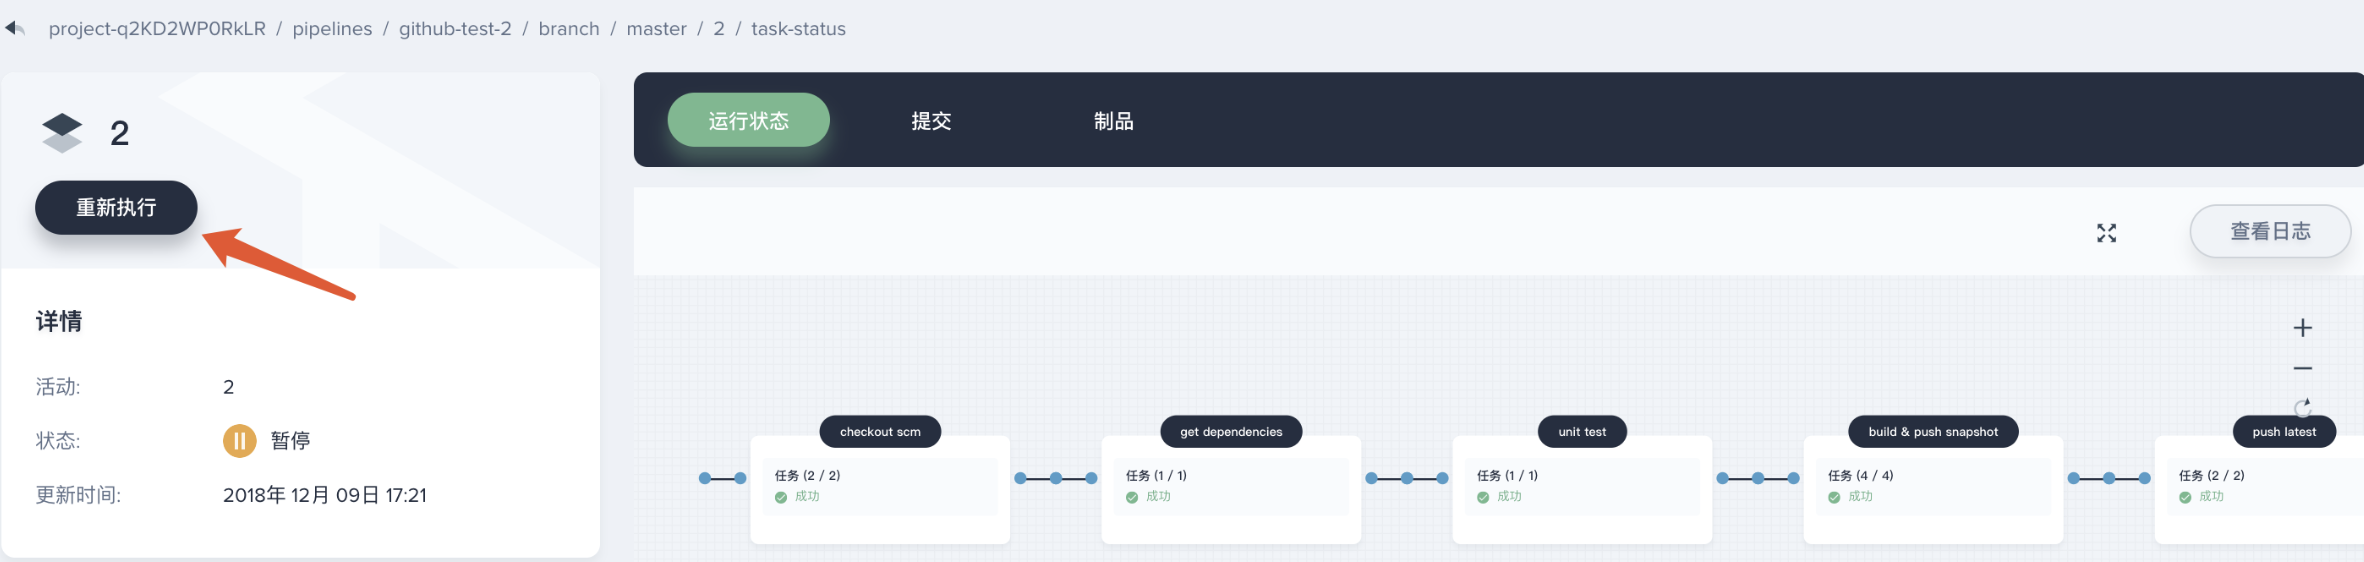 project-q2KD2WP0RkLR / pipelines / github-test-2 / branch / master / 2 / task-status
2
重新执行
详情
活动: 2
状态: 暂停
更新时间: 2018年 12月 09日 17:21
运行状态 提交 制品
查看日志
checkout scm
任务 (2 / 2)
成功
get dependencies
任务 (1 / 1)
成功
unit test
任务 (1 / 1)
成功
build & push snapshot
任务 (4 / 4)
成功
push latest
任务 (2 / 2)
成功